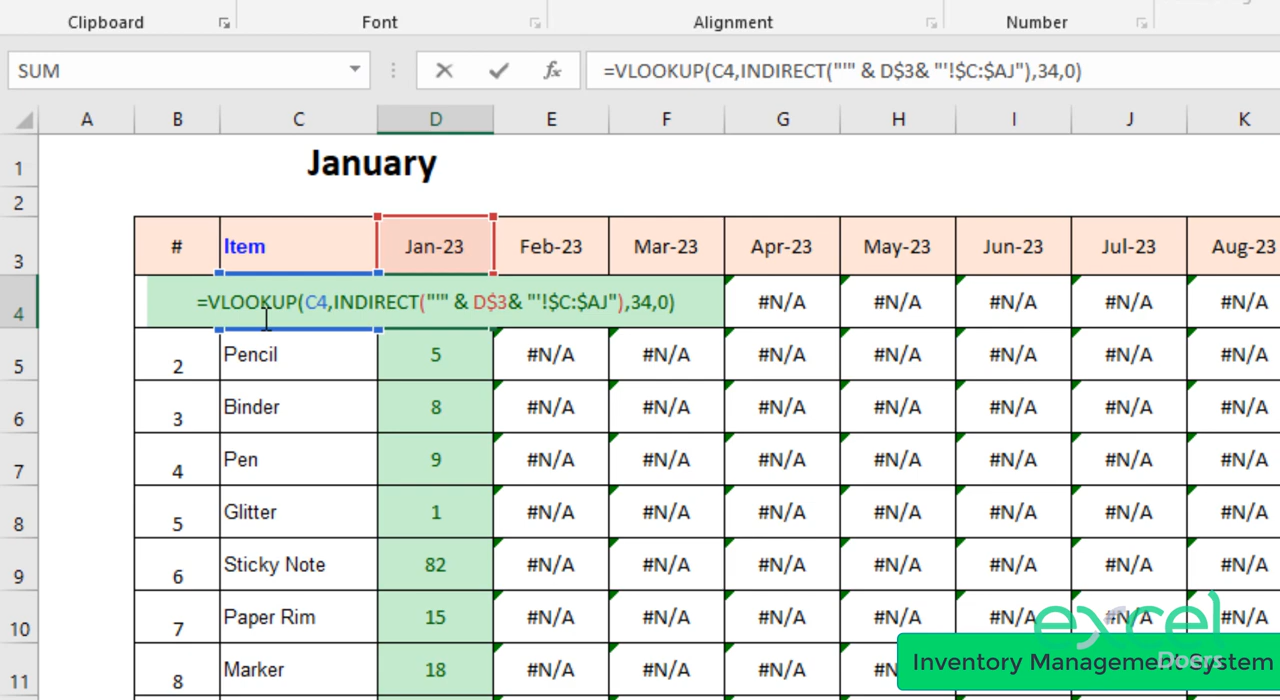 Clipboard Font Alignment Number
SUM =VLOOKUP(C4,INDIRECT("'" & D$3& "'!$C:$AJ"),34,0)
A B C D E F G H I J K
1 January
2
3 # Item Jan-23 Feb-23 Mar-23 Apr-23 May-23 Jun-23 Jul-23 Aug-23
4 =VLOOKUP(C4,INDIRECT("'" & D$3& "'!$C:$AJ"),34,0) #N/A #N/A #N/A #N/A #N/A
5 2 Pencil 5 #N/A #N/A #N/A #N/A #N/A #N/A #N/A
6 3 Binder 8 #N/A #N/A #N/A #N/A #N/A #N/A #N/A
7 4 Pen 9 #N/A #N/A #N/A #N/A #N/A #N/A #N/A
8 5 Glitter 1 #N/A #N/A #N/A #N/A #N/A #N/A #N/A
9 6 Sticky Note 82 #N/A #N/A #N/A #N/A #N/A #N/A #N/A
10 7 Paper Rim 15 #N/A #N/A #N/A #N/A #N/A #N/A #N/A
excel
Doers
11 8 Marker 18 #N/A #N/A #N/A
Inventory Management System